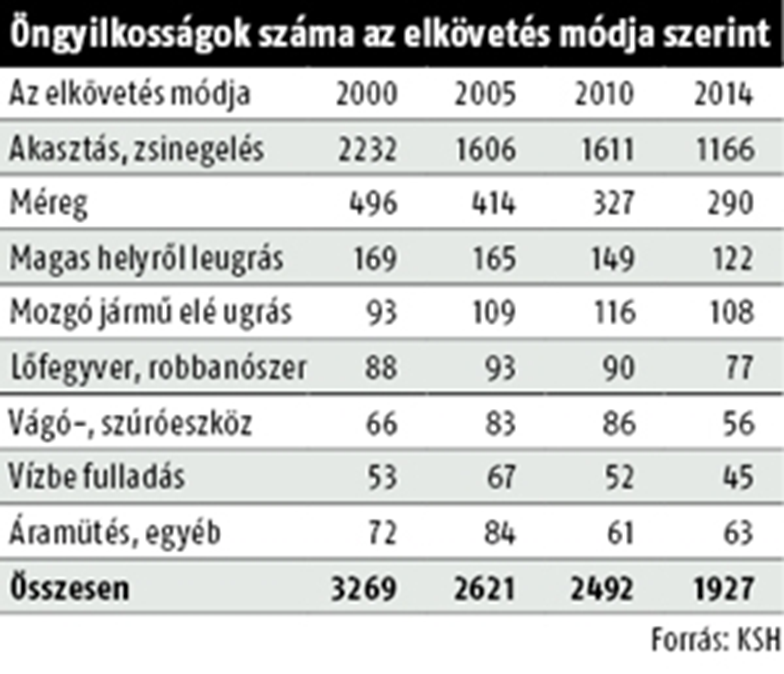 Öngyilkosságok száma az elkövetés módja szerint
Az elkövetés módja 2000 2005 2010 2014
Akasztás, zsinegelés 2232 1606 1611 1166
Méreg 496 414 327 290
Magas helyről leugrás 169 165 149 122
Mozgó jármű elé ugrás 93 109 116 108
Lőfegyver, robbanószer 88 93 90 77
Vágó-, szúróeszköz 66 83 86 56
Vízbe fulladás 53 67 52 45
Áramütés, egyéb 72 84 61 63
Összesen 3269 2621 2492 1927
Forrás: KSH